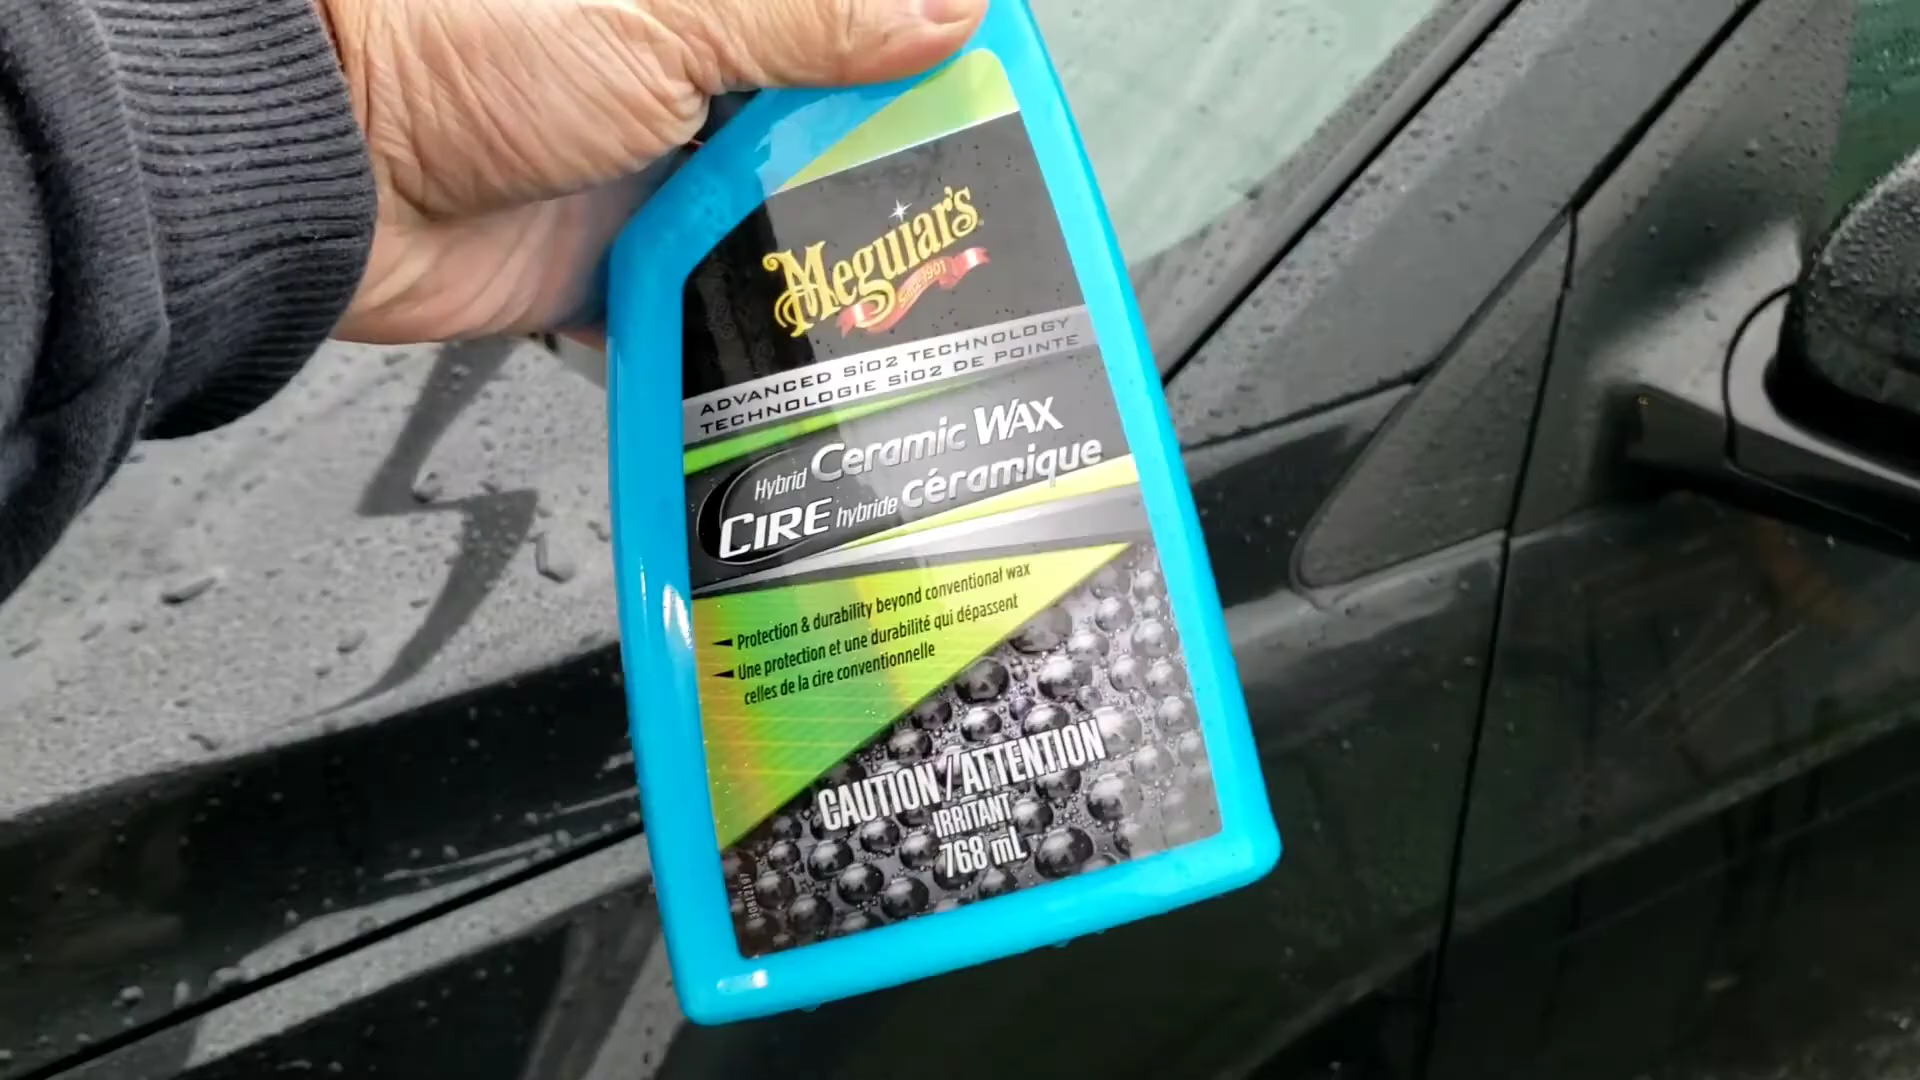 Meguiar's
Since 1901
ADVANCED SiO2 TECHNOLOGY
TECHNOLOGIE SiO2 DE POINTE
Hybrid Ceramic WAX
CIRE hybride céramique
Protection & durability beyond conventional wax
Une protection et une durabilité qui dépassent
celles de la cire conventionnelle
CAUTION / ATTENTION
IRRITANT
768 mL